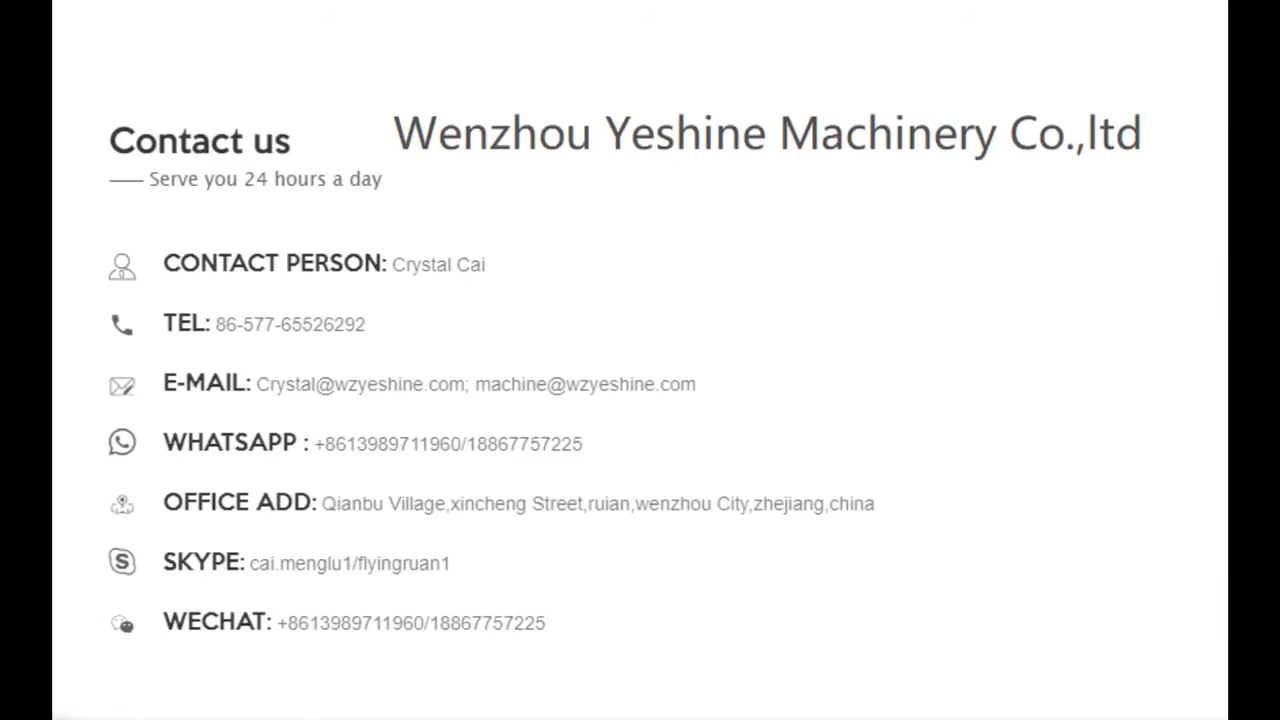 Contact us
Wenzhou Yeshine Machinery Co.,ltd
Serve you 24 hours a day
CONTACT PERSON: Crystal Cai
TEL: 86-577-65526292
E-MAIL: Crystal@wzyeshine.com; machine@wzyeshine.com
WHATSAPP : +8613989711960/18867757225
OFFICE ADD: Qianbu Village,xincheng Street,ruian,wenzhou City,zhejiang,china
SKYPE: cai.menglu1/flyingruan1
WECHAT: +8613989711960/18867757225